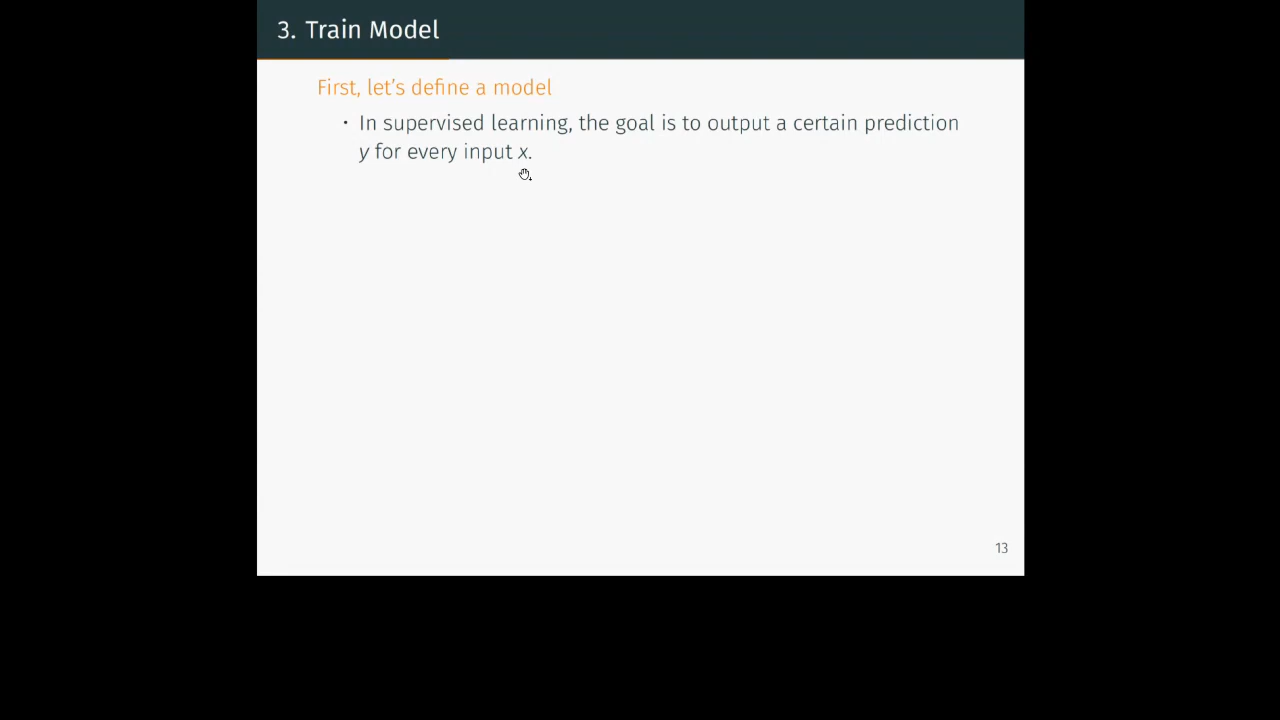 3. Train Model
First, let's define a model
· In supervised learning, the goal is to output a certain prediction
y for every input x.
13